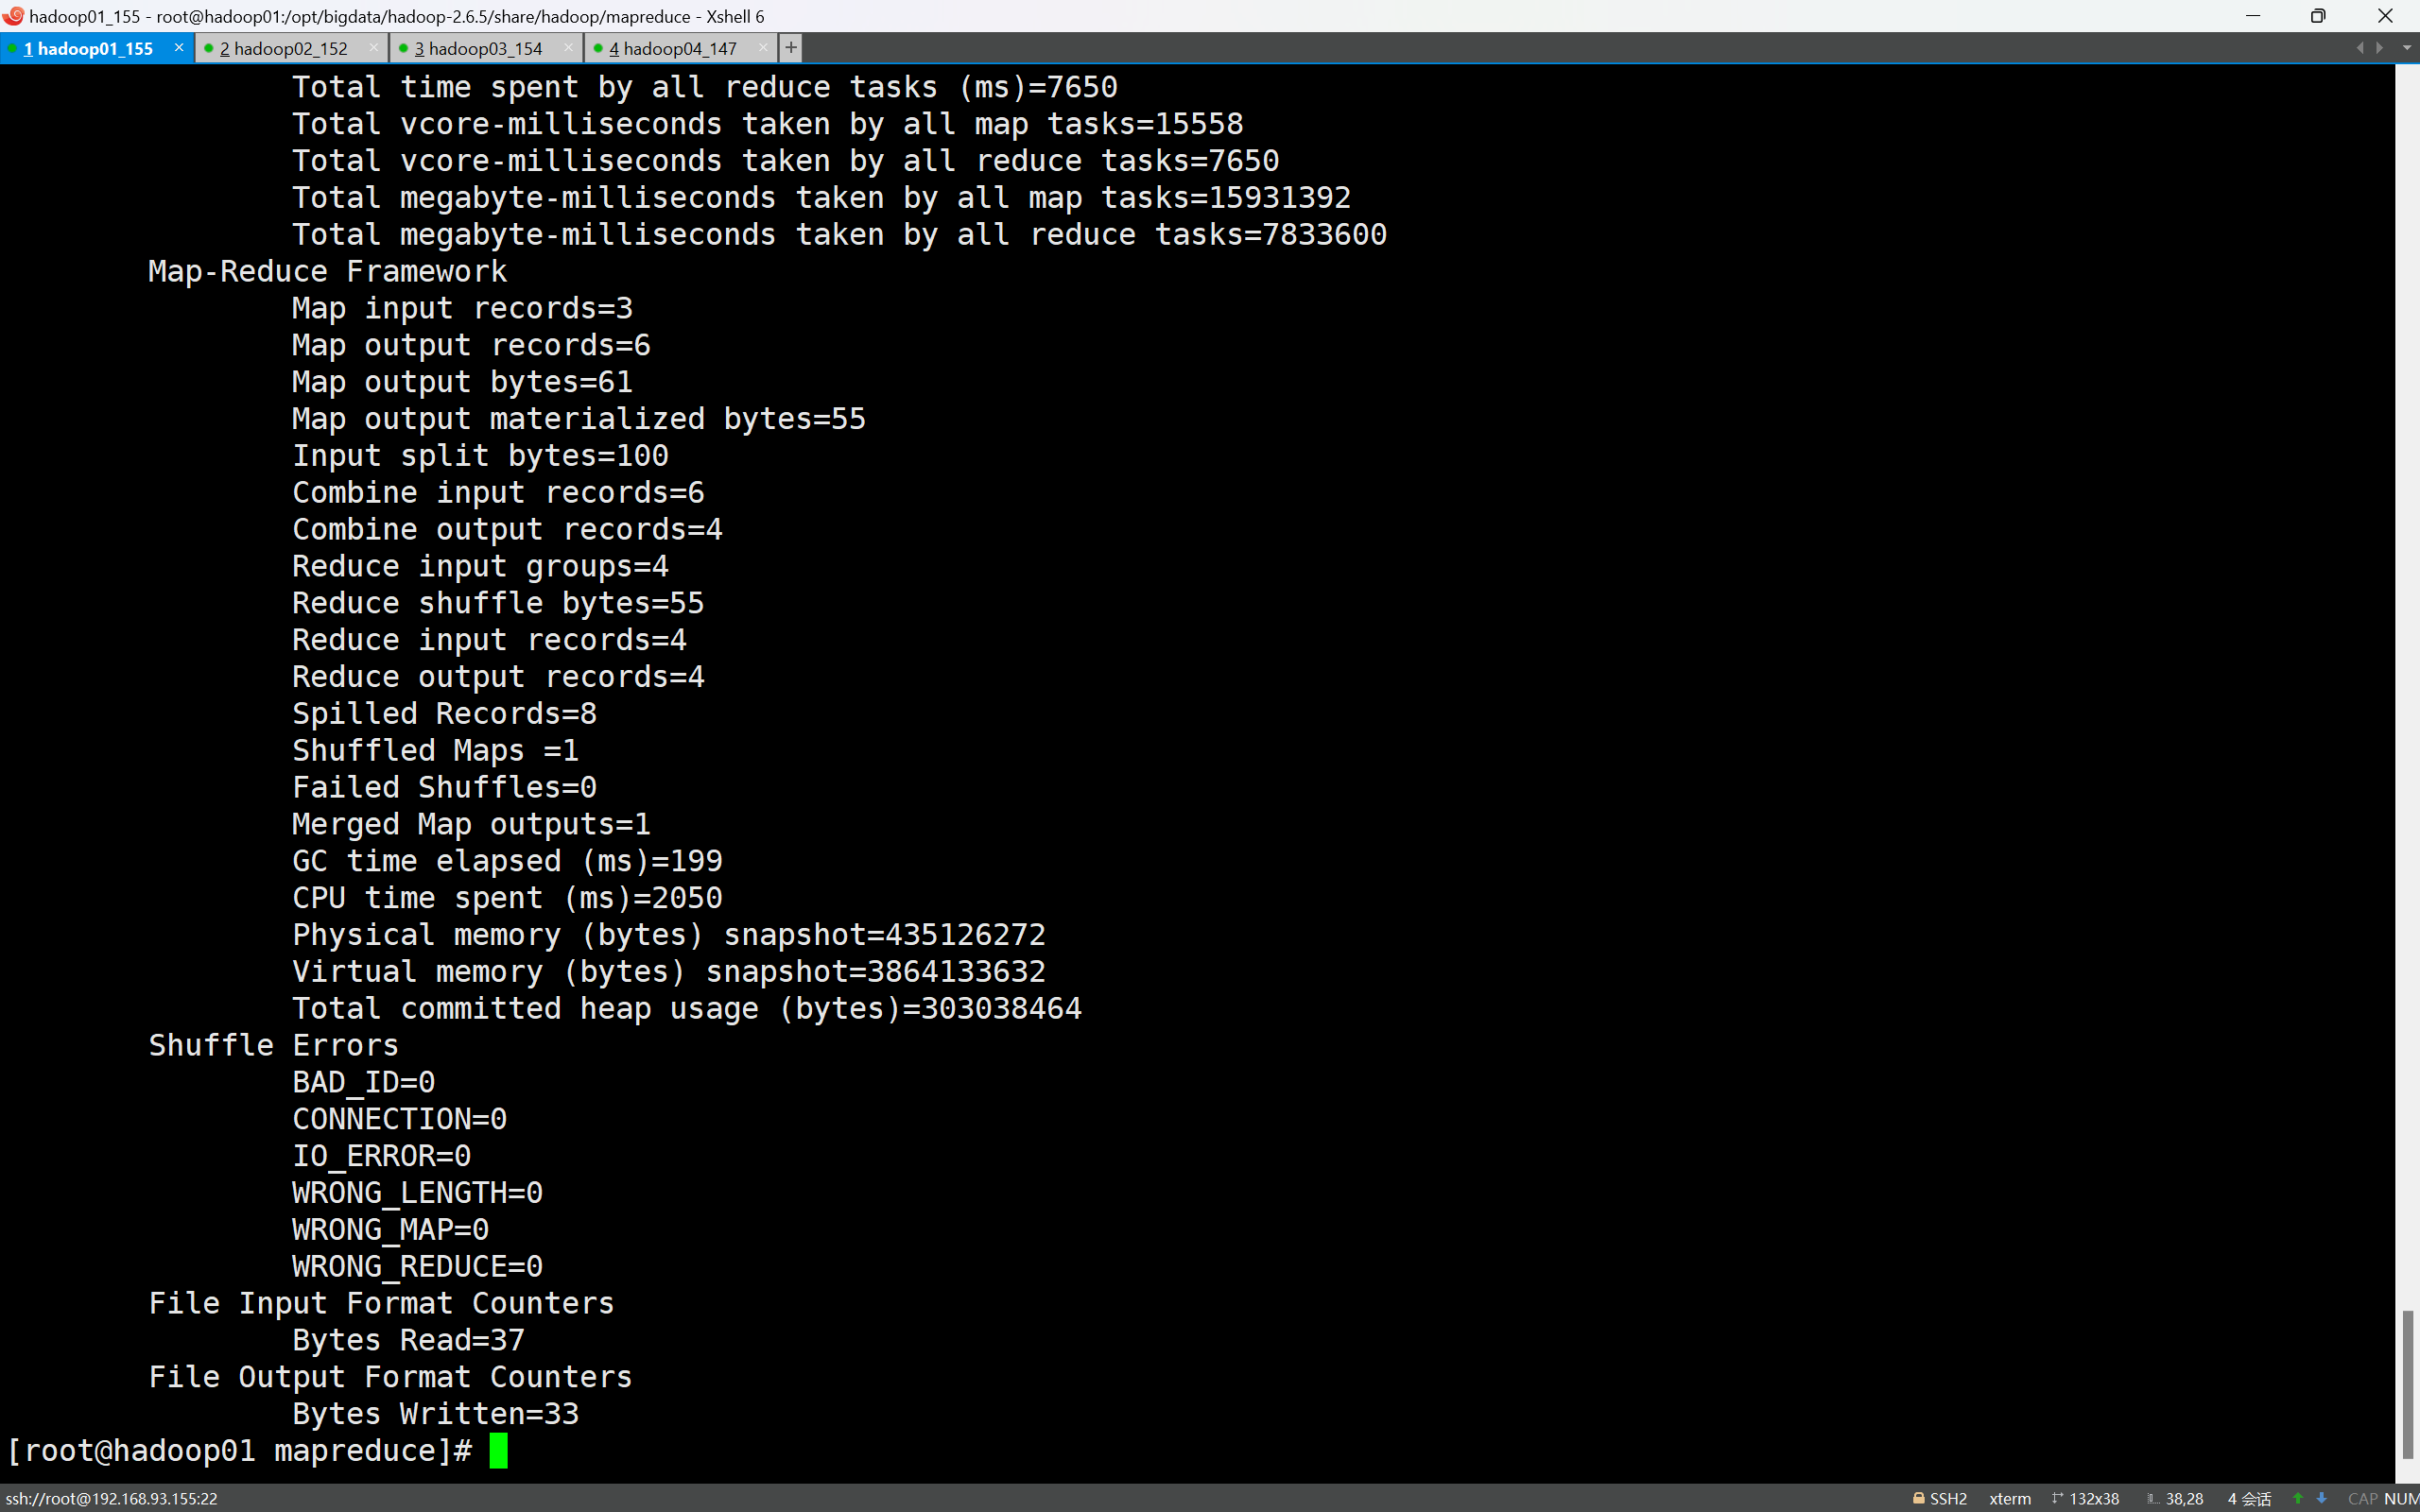 hadoop01_155 - root@hadoop01:/opt/bigdata/hadoop-2.6.5/share/hadoop/mapreduce - Xshell 6
1 hadoop01_155 × 2 hadoop02_152 × 3 hadoop03_154 × 4 hadoop04_147 × +
Total time spent by all reduce tasks (ms)=7650
Total vcore-milliseconds taken by all map tasks=15558
Total vcore-milliseconds taken by all reduce tasks=7650
Total megabyte-milliseconds taken by all map tasks=15931392
Total megabyte-milliseconds taken by all reduce tasks=7833600
Map-Reduce Framework
Map input records=3
Map output records=6
Map output bytes=61
Map output materialized bytes=55
Input split bytes=100
Combine input records=6
Combine output records=4
Reduce input groups=4
Reduce shuffle bytes=55
Reduce input records=4
Reduce output records=4
Spilled Records=8
Shuffled Maps =1
Failed Shuffles=0
Merged Map outputs=1
GC time elapsed (ms)=199
CPU time spent (ms)=2050
Physical memory (bytes) snapshot=435126272
Virtual memory (bytes) snapshot=3864133632
Total committed heap usage (bytes)=303038464
Shuffle Errors
BAD_ID=0
CONNECTION=0
IO_ERROR=0
WRONG_LENGTH=0
WRONG_MAP=0
WRONG_REDUCE=0
File Input Format Counters
Bytes Read=37
File Output Format Counters
Bytes Written=33
[root@hadoop01 mapreduce]#
ssh://root@192.168.93.155:22 SSH2 xterm 132x38 38,28 4 会话 CAP NUM